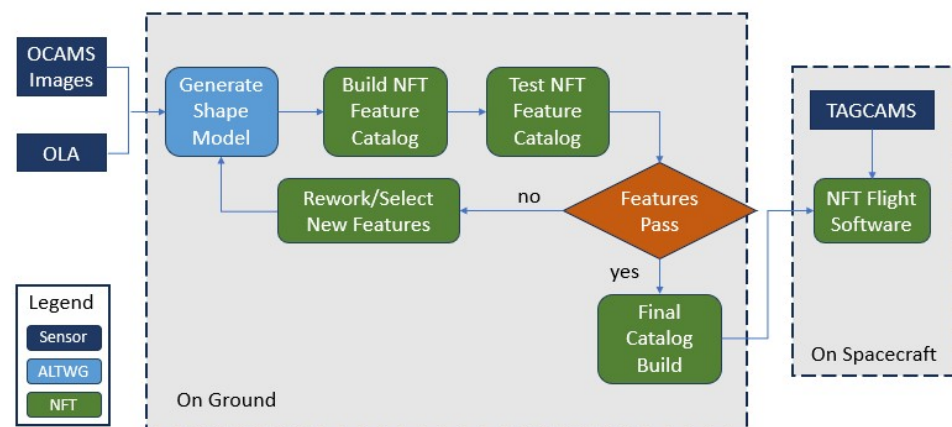 OCAMS
Images
OLA
Generate
Shape
Model
Build NFT
Feature
Catalog
Test NFT
Feature
Catalog
Rework/Select
New Features
no
Features
Pass
yes
Final
Catalog
Build
On Ground
TAGCAMS
NFT Flight
Software
On Spacecraft
Legend
Sensor
ALTWG
NFT